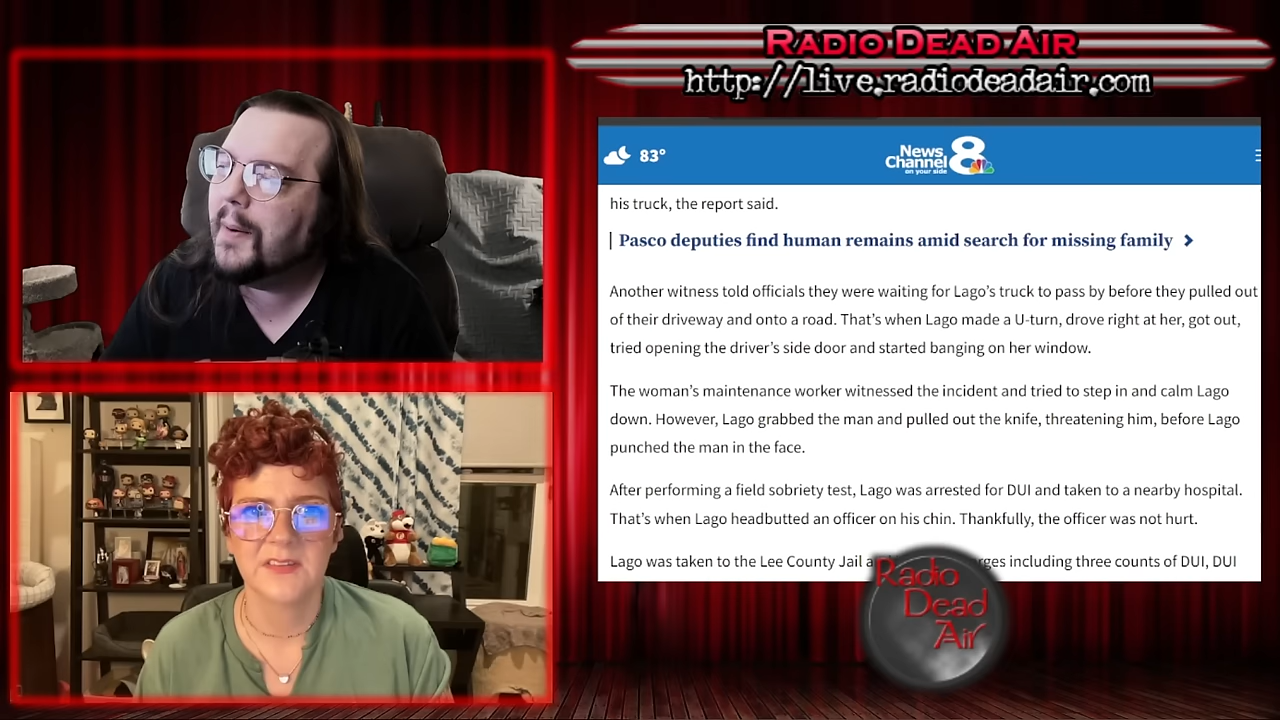 RADIO DEAD AIR
http://live.radiodeadair.com
83°
News
Channel 8
on your side
his truck, the report said.
Pasco deputies find human remains amid search for missing family
Another witness told officials they were waiting for Lago’s truck to pass by before they pulled out
of their driveway and onto a road. That’s when Lago made a U-turn, drove right at her, got out,
tried opening the driver’s side door and started banging on her window.
The woman’s maintenance worker witnessed the incident and tried to step in and calm Lago
down. However, Lago grabbed the man and pulled out the knife, threatening him, before Lago
punched the man in the face.
After performing a field sobriety test, Lago was arrested for DUI and taken to a nearby hospital.
That’s when Lago headbutted an officer on his chin. Thankfully, the officer was not hurt.
Lago was taken to the Lee County Jail a rges including three counts of DUI, DUI
Radio
Dead
Air